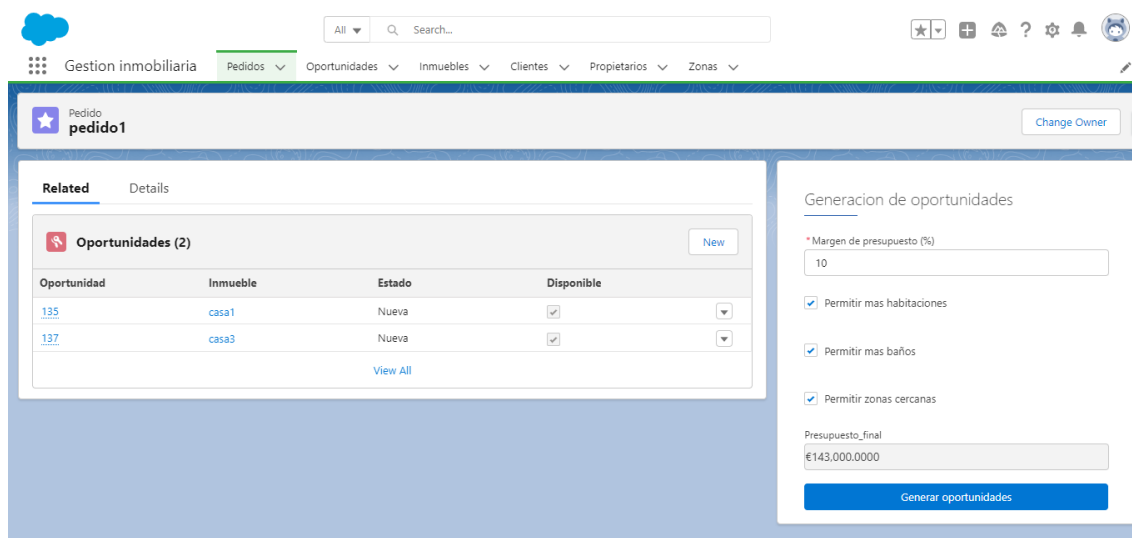 All Search...
Gestion inmobiliaria Pedidos Oportunidades Inmuebles Clientes Propietarios Zonas
Pedido
pedido1
Change Owner
Related Details
Oportunidades (2)
New
Oportunidad Inmueble Estado Disponible
135 casa1 Nueva
137 casa3 Nueva
View All
Generacion de oportunidades
*Margen de presupuesto (%)
10
Permitir mas habitaciones
Permitir mas baños
Permitir zonas cercanas
Presupuesto_final
€143,000.0000
Generar oportunidades